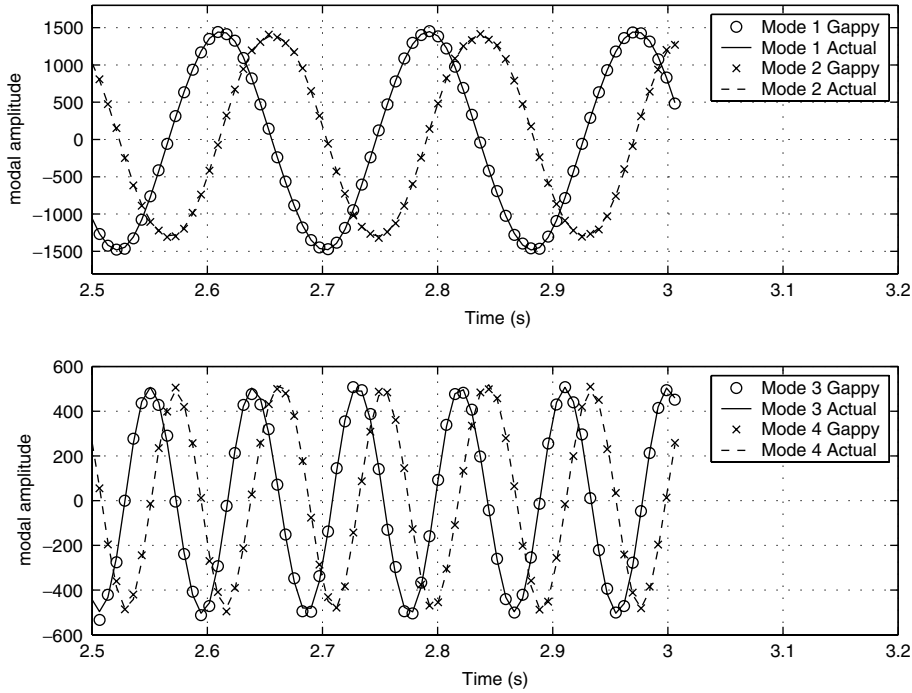 1500
1000
500
0
−500
−1000
−1500
modal amplitude
2.5 2.6 2.7 2.8 2.9 3 3.1 3.2
Time (s)
Mode 1 Gappy
Mode 1 Actual
Mode 2 Gappy
Mode 2 Actual
600
400
200
0
−200
−400
−600
modal amplitude
2.5 2.6 2.7 2.8 2.9 3 3.1 3.2
Time (s)
Mode 3 Gappy
Mode 3 Actual
Mode 4 Gappy
Mode 4 Actual